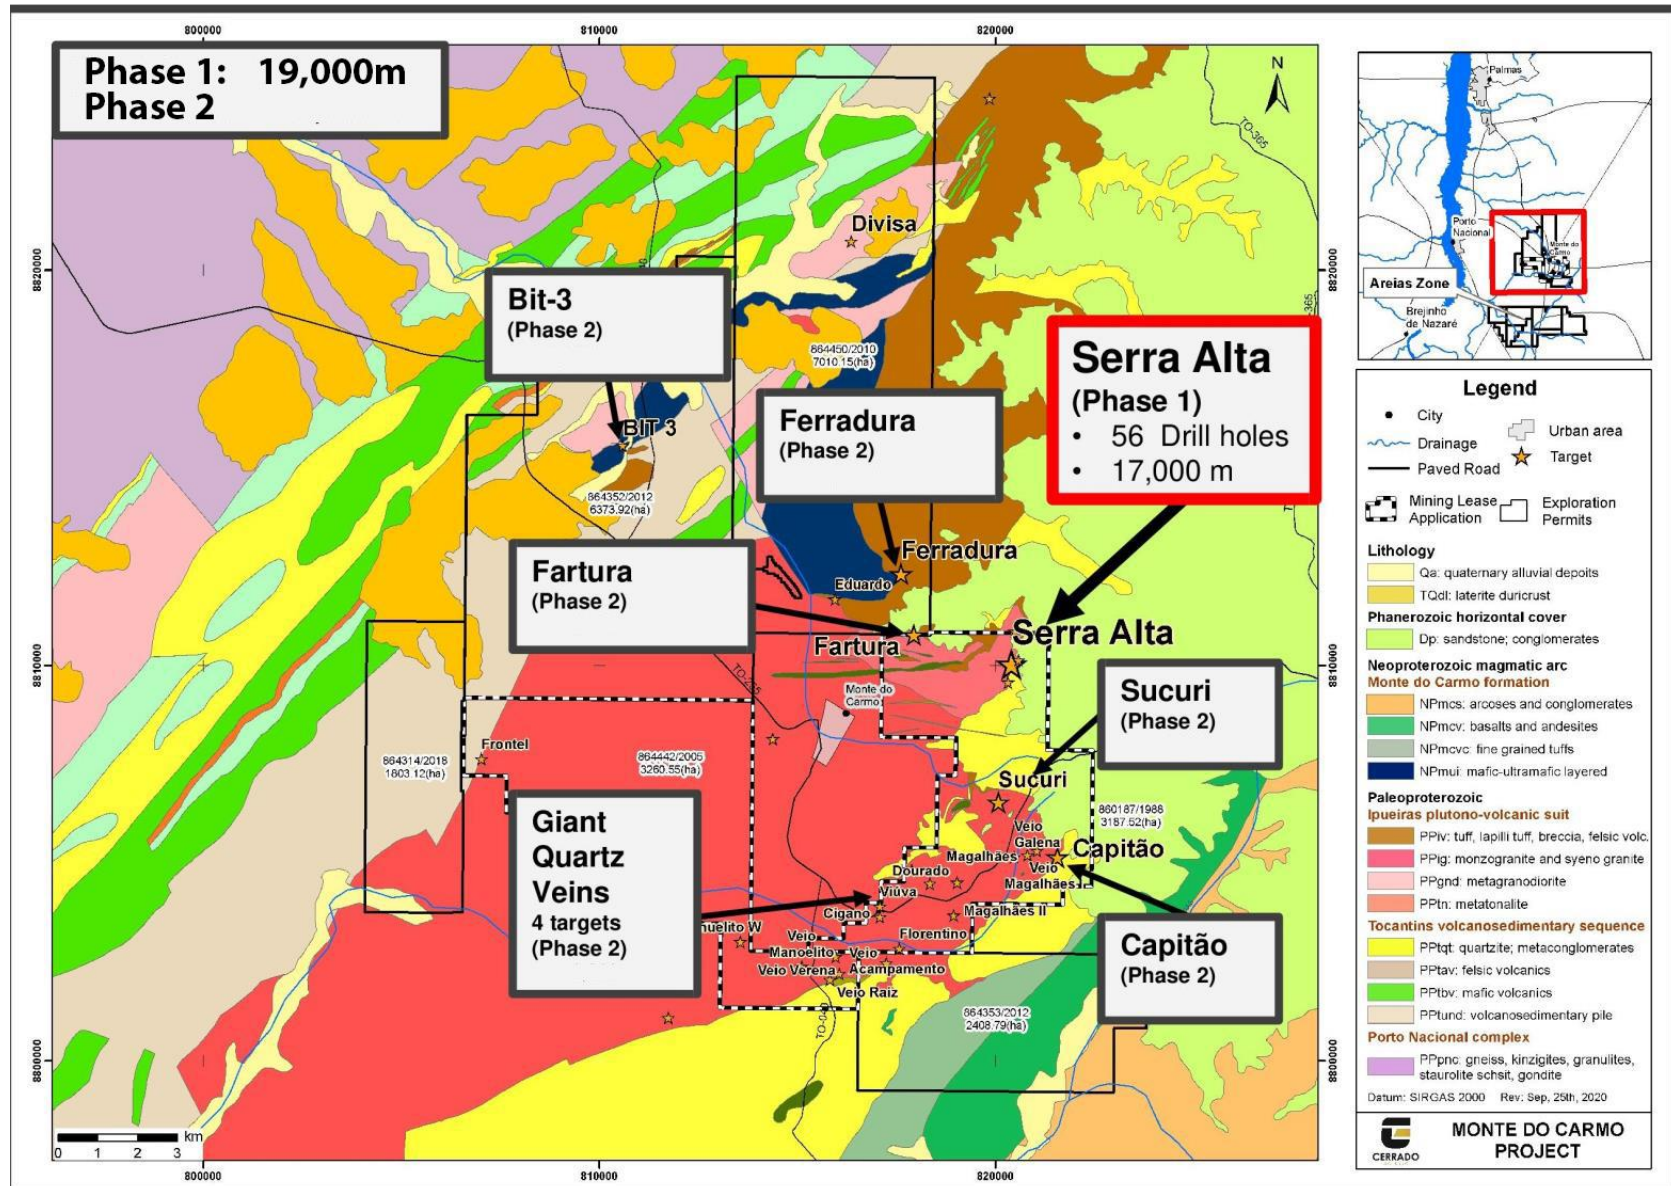 800000
810000
820000
Phase 1: 19,000m
Phase 2
N
TO-365
Divisa
8820000
8820000
Bit-3
(Phase 2)
864450/2010
7010.15(ha)
Serra Alta
(Phase 1)
• 56 Drill holes
• 17,000 m
Ferradura
(Phase 2)
BIT 3
864352/2012
6373.92(ha)
Fartura
(Phase 2)
Ferradura
Eduardo
Fartura
Serra Alta
8810000
8810000
TO-255
Monte do
Carmo
Sucuri
(Phase 2)
Frontel
864314/2018
1803.12(ha)
864442/2005
3260.55(ha)
Sucuri
860187/1988
3187.52(ha)
Giant
Quartz
Veins
4 targets
(Phase 2)
Veio
Galena
Magalhães
Capitão
Veio
Magalhães I
Dourado
Viúva
Cigano
Magalhães II
nuelito W
Veio
Florentino
Manoelito
Veio
Veio Verena
Acampamento
Veio Raiz
Capitão
(Phase 2)
864353/2012
2408.79(ha)
8800000
8800000
km
0 1 2 3
800000
810000
820000
Palmas
Porto
Nacional
Monte do
Carmo
Areias Zone
Brejinho
de Nazaré
Legend
City
Drainage
Paved Road
Urban area
Target
Mining Lease
Application
Exploration
Permits
Lithology
Qa: quaternary alluvial depoits
TQdl: laterite duricrust
Phanerozoic horizontal cover
Dp: sandstone; conglomerates
Neoproterozoic magmatic arc
Monte do Carmo formation
NPmcs: arcoses and conglomerates
NPmcv: basalts and andesites
NPmcvc: fine grained tuffs
NPmui: mafic-ultramafic layered
Paleoproterozoic
Ipueiras plutono-volcanic suit
PPiv: tuff, lapilli tuff, breccia, felsic volc.
PPig: monzogranite and syeno granite
PPgnd: metagranodiorite
PPtn: metatonalite
Tocantins volcanosedimentary sequence
PPtqt: quartzite; metaconglomerates
PPtav: felsic volcanics
PPtbv: mafic volcanics
PPtund: volcanosedimentary pile
Porto Nacional complex
PPpnc: gneiss, kinzigites, granulites,
staurolite schsit, gondite
Datum: SIRGAS 2000 Rev: Sep, 25th, 2020
CERRADO
MONTE DO CARMO
PROJECT